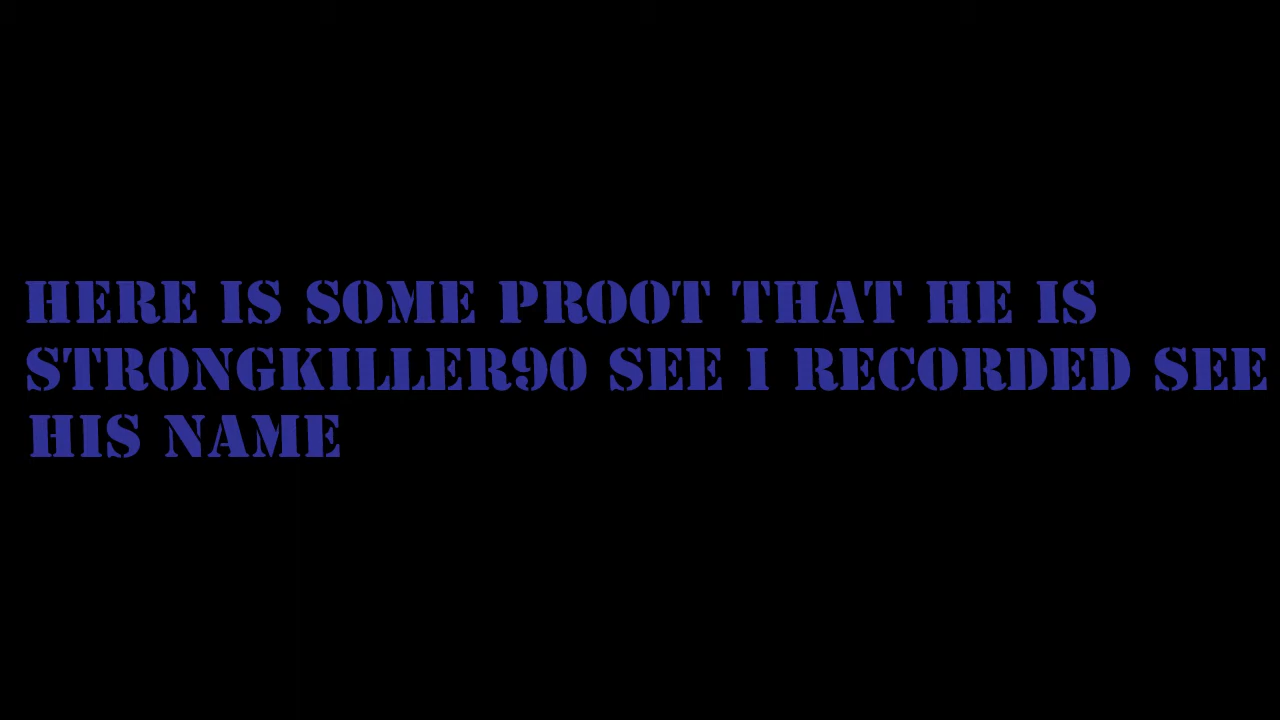 HERE IS SOME PROOT THAT HE IS
STRONGKILLER90 SEE I RECORDED SEE
HIS NAME